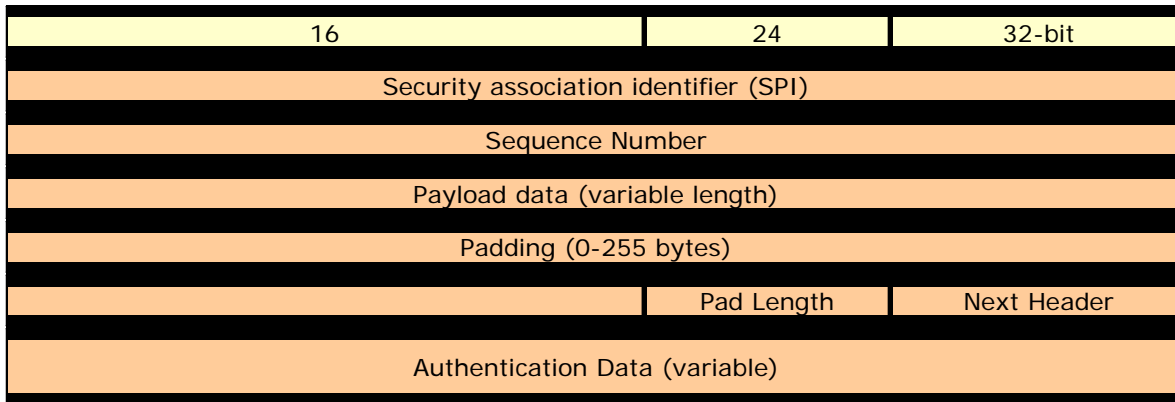 16 24 32-bit
Security association identifier (SPI)
Sequence Number
Payload data (variable length)
Padding (0-255 bytes)
Pad Length Next Header
Authentication Data (variable)